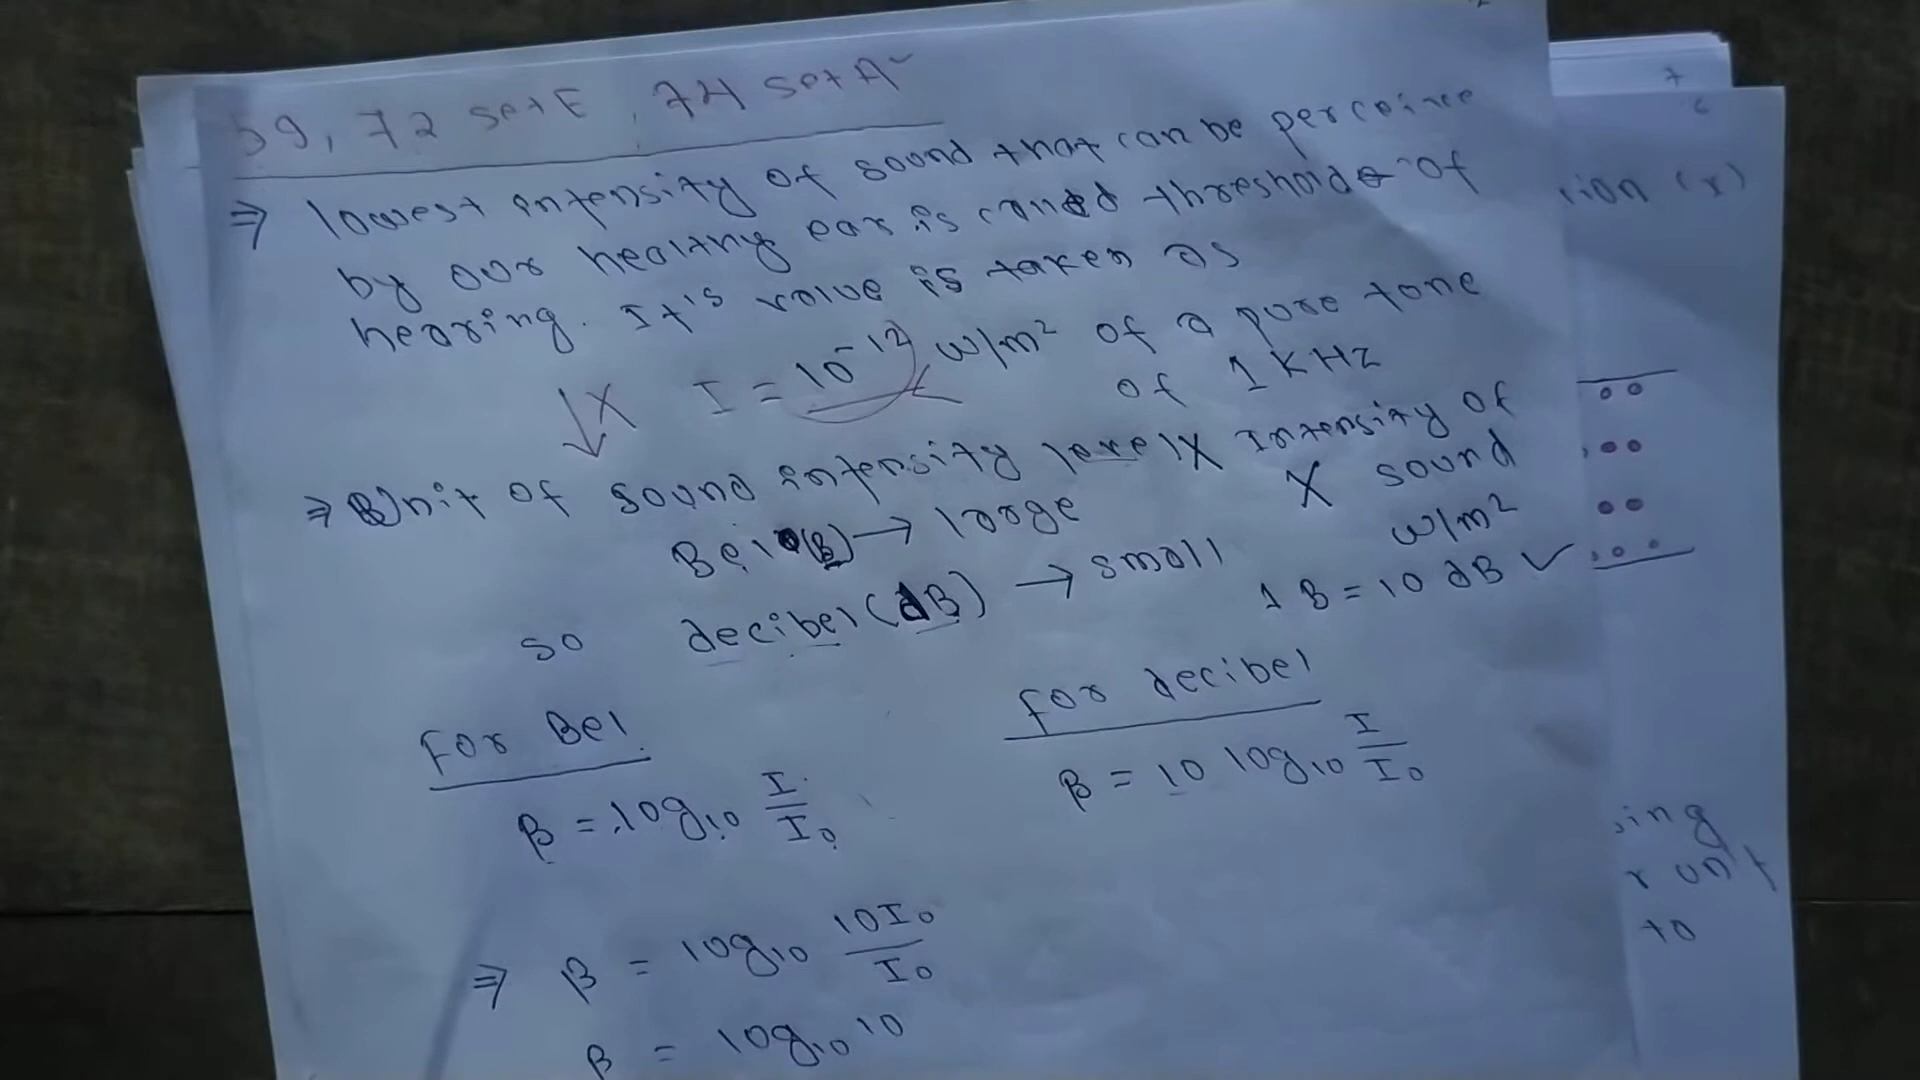 59, 72 set E, 74 set A
⇒ lowest intensity of sound that can be perceive
by our healthy ear is called threshold of
hearing. It's value is taken as
I = 10⁻¹² w/m² of a pure tone
of 1 KHz
⇒ Unit of sound intensity level X Intensity of
X sound
Bel (B) → large
w/m²
so decibel (dB) → small
1 B = 10 dB ✓
For Bel
β = log₁₀ I/I₀
⇒ β = log₁₀ 10I₀/I₀
β = log₁₀ 10
for decibel
β = 10 log₁₀ I/I₀
(x)
to